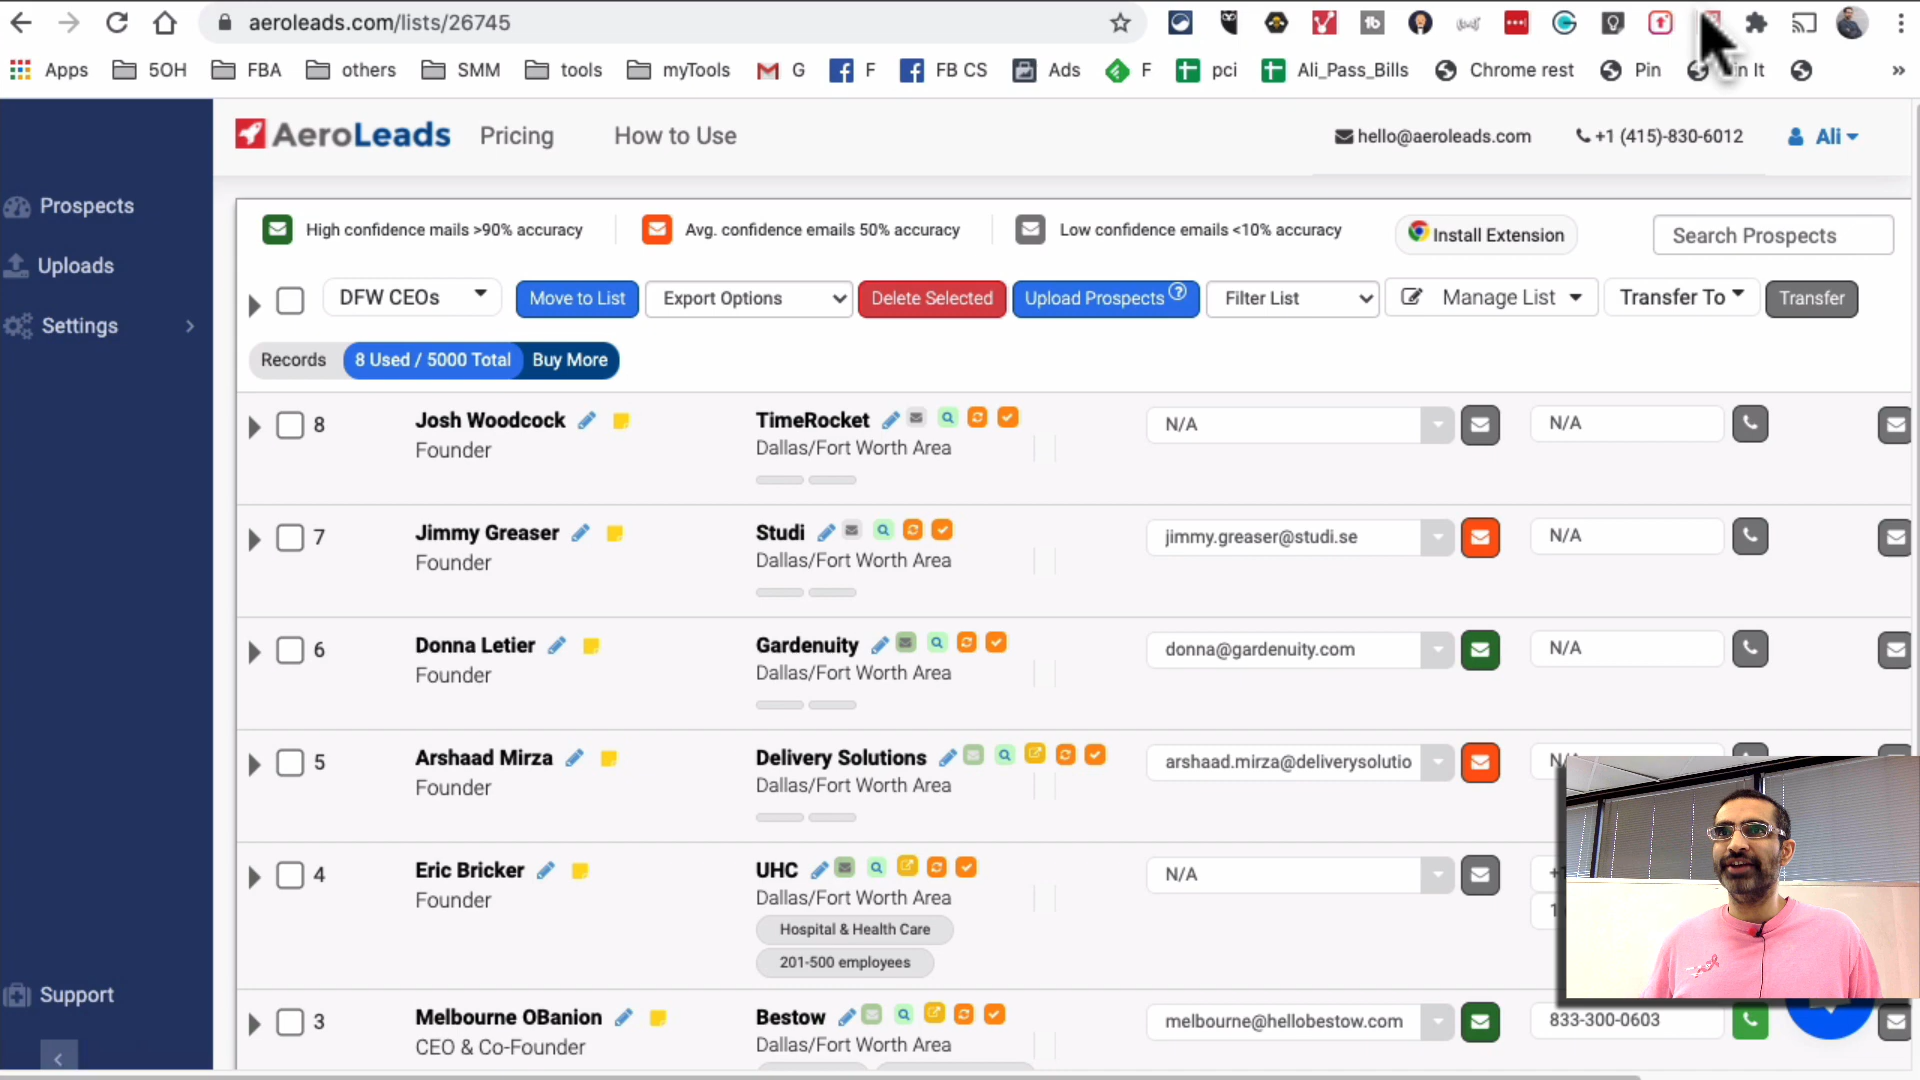 aeroleads.com/lists/26745
Apps 5OH FBA others SMM tools myTools G F FB CS Ads F pci Ali_Pass_Bills Chrome rest Pin in It »
AeroLeads Pricing How to Use hello@aeroleads.com +1 (415)-830-6012 Ali
Prospects
Uploads
Settings
Support
High confidence mails >90% accuracy Avg. confidence emails 50% accuracy Low confidence emails <10% accuracy Install Extension Search Prospects
DFW CEOs Move to List Export Options Delete Selected Upload Prospects ? Filter List Manage List Transfer To Transfer
Records 8 Used / 5000 Total Buy More
8 Josh Woodcock TimeRocket N/A N/A
Founder Dallas/Fort Worth Area
7 Jimmy Greaser Studi jimmy.greaser@studi.se N/A
Founder Dallas/Fort Worth Area
6 Donna Letier Gardenuity donna@gardenuity.com N/A
Founder Dallas/Fort Worth Area
5 Arshaad Mirza Delivery Solutions arshaad.mirza@deliverysolutio
Founder Dallas/Fort Worth Area
4 Eric Bricker UHC N/A
Founder Dallas/Fort Worth Area
Hospital & Health Care
201-500 employees
3 Melbourne OBanion Bestow melbourne@hellobestow.com 833-300-0603
CEO & Co-Founder Dallas/Fort Worth Area